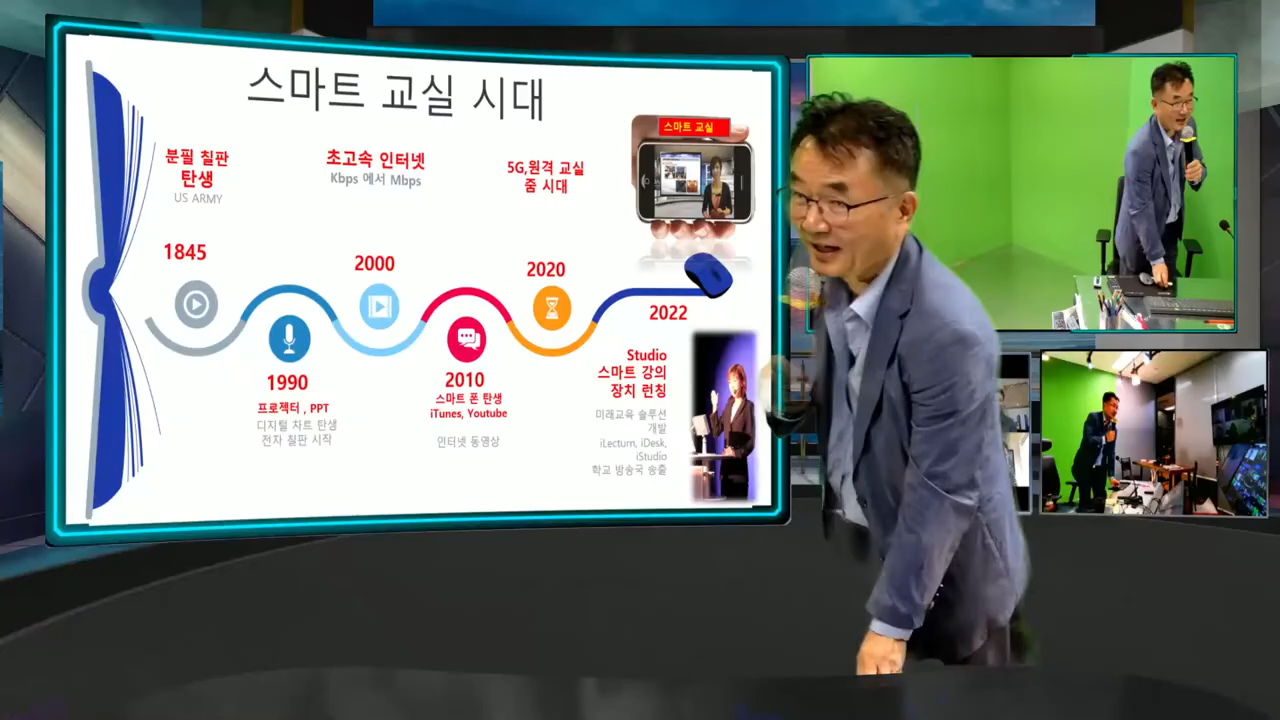 스마트 교실 시대
스마트 교실
분필 칠판
탄생
US ARMY
1845
초고속 인터넷
Kbps 에서 Mbps
2000
5G,원격 교실
줌 시대
2020
2022
1990
프로젝터 , PPT
디지털 차트 탄생
전자 칠판 시작
2010
스마트 폰 탄생
iTunes, Youtube
인터넷 동영상
Studio
스마트 강의
장치 런칭
미래교육 솔루션
개발
iLecturn, iDesk,
iStudio
학교 방송국 송출